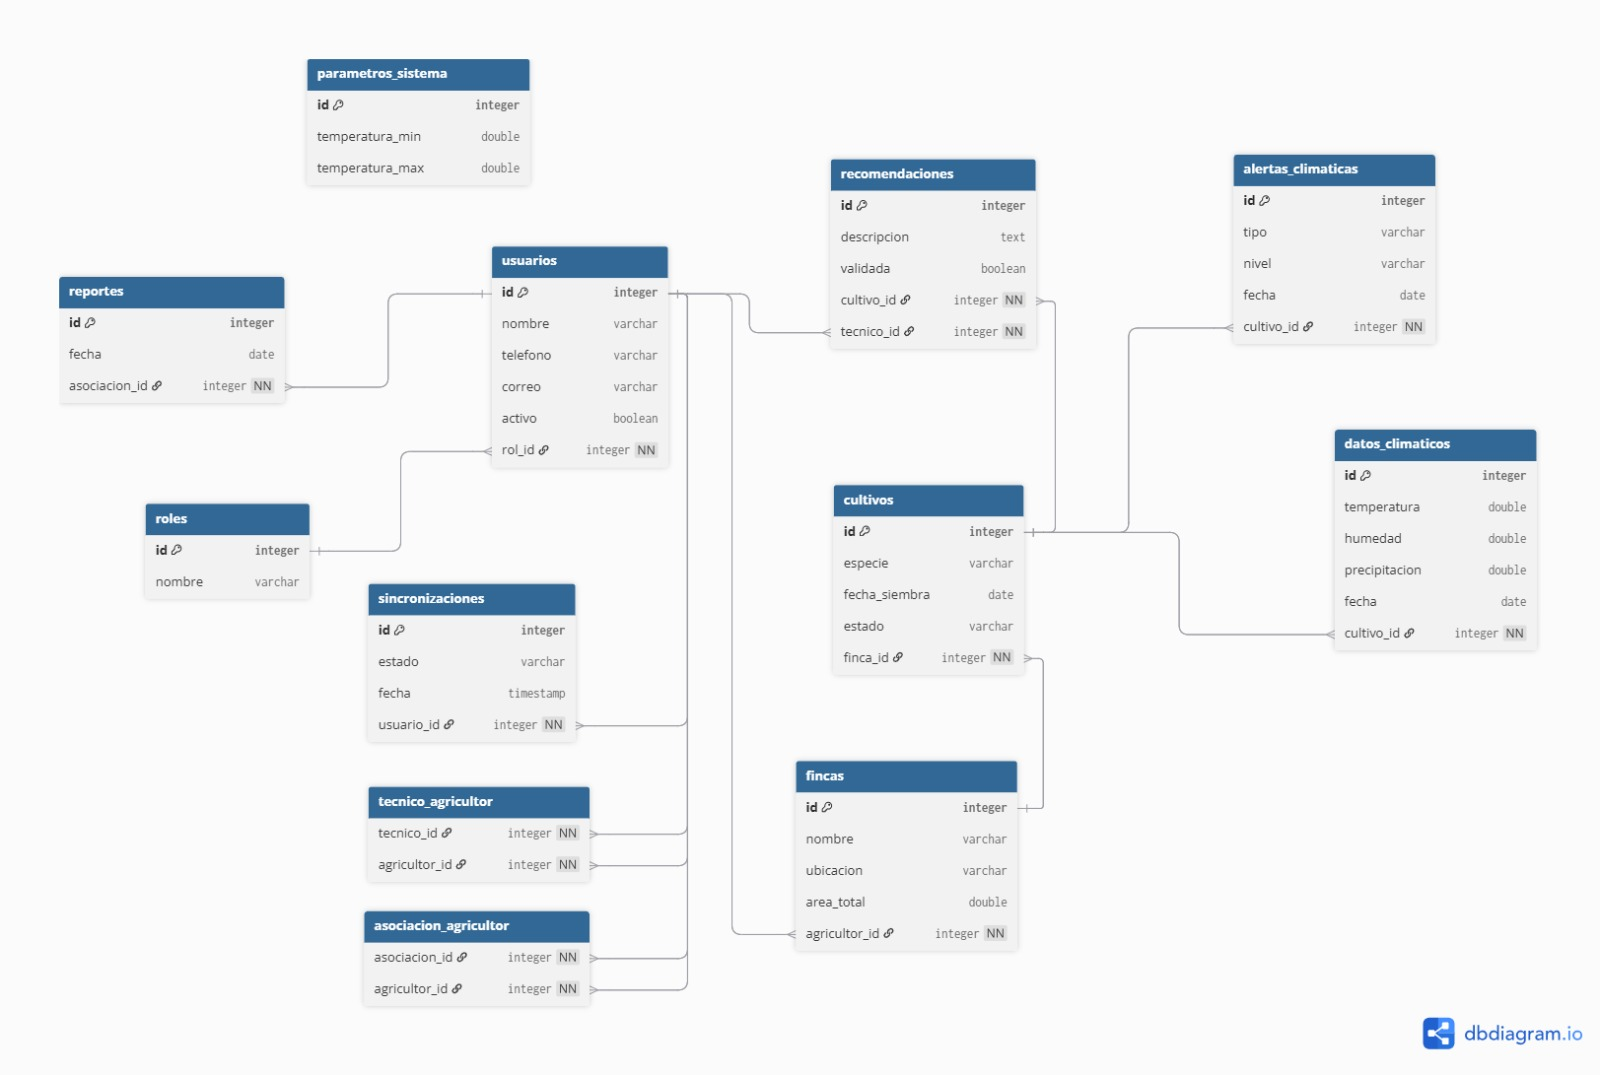 parametros_sistema
id integer
temperatura_min double
temperatura_max double
recomendaciones
id integer
descripcion text
validada boolean
cultivo_id integer NN
tecnico_id integer NN
alertas_climaticas
id integer
tipo varchar
nivel varchar
fecha date
cultivo_id integer NN
usuarios
id integer
nombre varchar
telefono varchar
correo varchar
activo boolean
rol_id integer NN
reportes
id integer
fecha date
asociacion_id integer NN
datos_climaticos
id integer
temperatura double
humedad double
precipitacion double
fecha date
cultivo_id integer NN
roles
id integer
nombre varchar
cultivos
id integer
especie varchar
fecha_siembra date
estado varchar
finca_id integer NN
sincronizaciones
id integer
estado varchar
fecha timestamp
usuario_id integer NN
tecnico_agricultor
tecnico_id integer NN
agricultor_id integer NN
fincas
id integer
nombre varchar
ubicacion varchar
area_total double
agricultor_id integer NN
asociacion_agricultor
asociacion_id integer NN
agricultor_id integer NN
dbdiagram.io